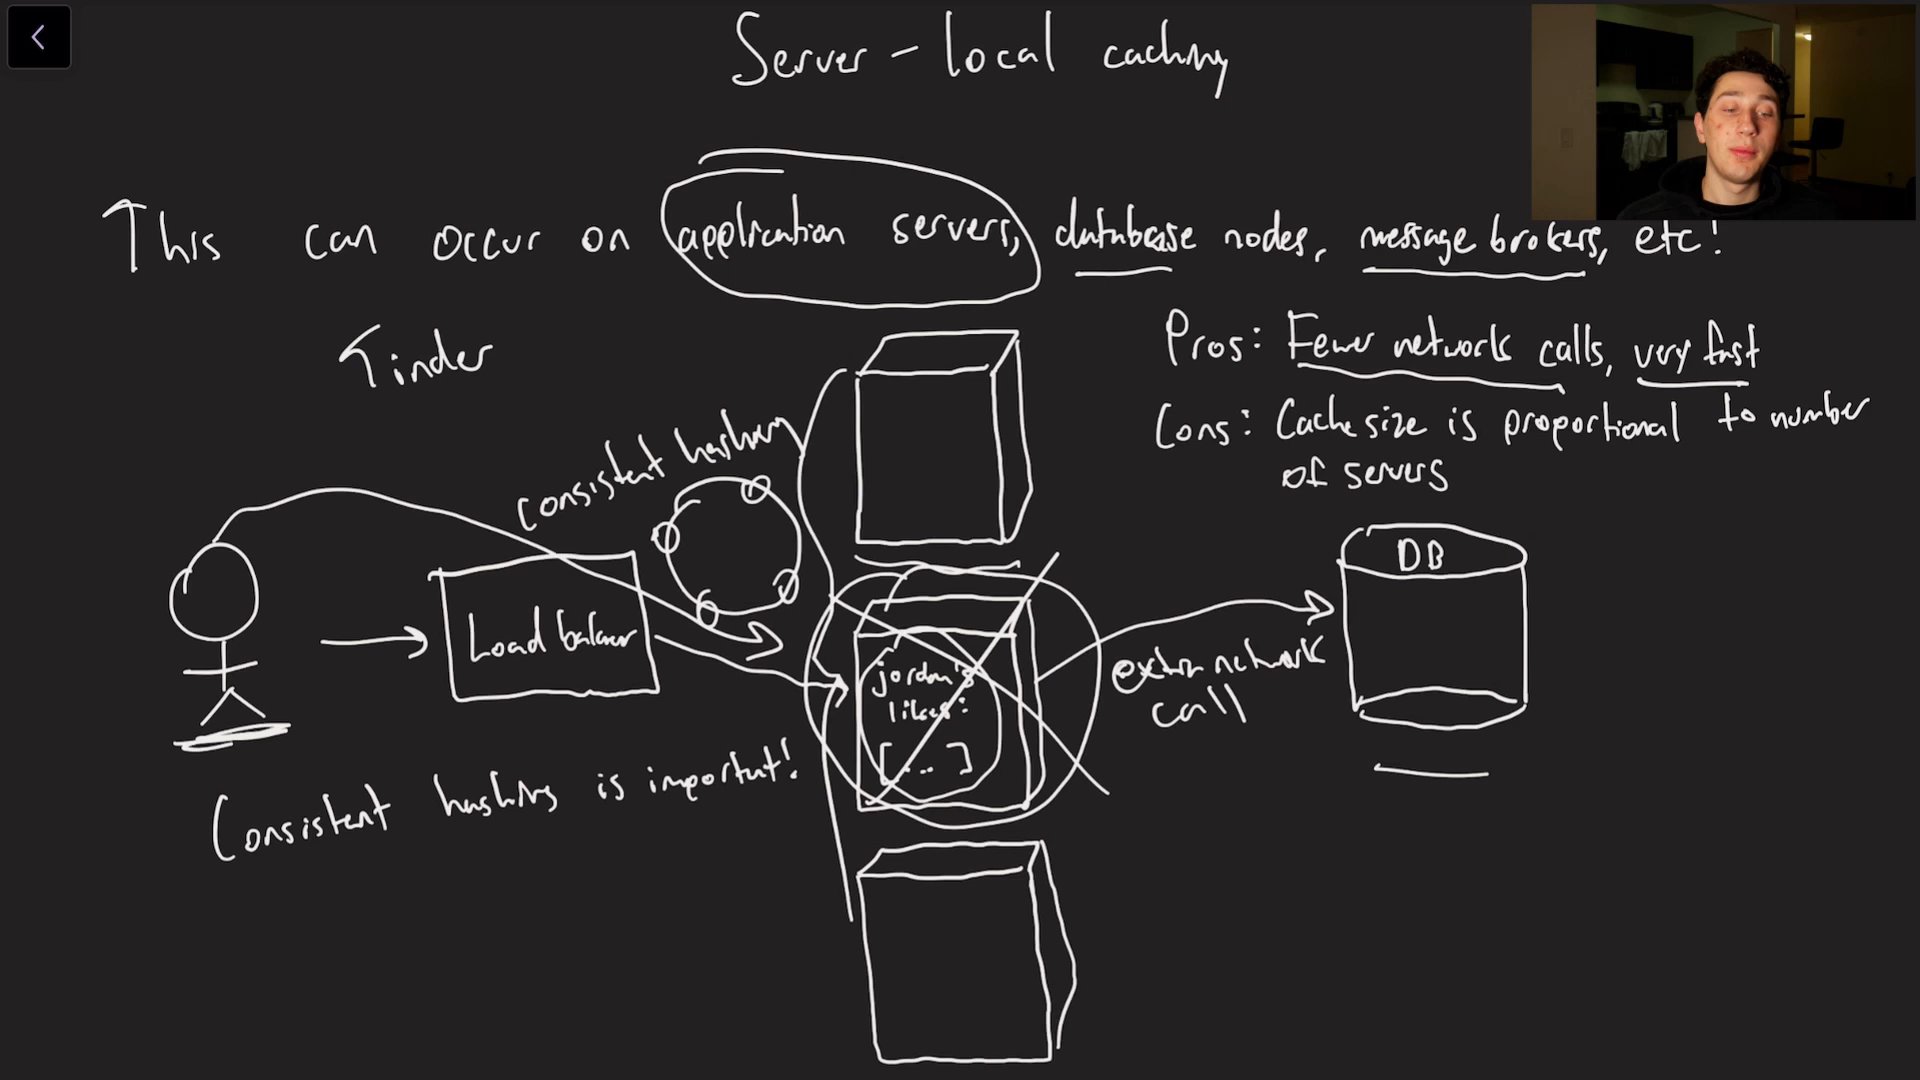 Server - local caching
This can occur on application servers, database nodes, message brokers, etc!
Tinder
Pros: Fewer network calls, very fast
Cons: Cache size is proportional to number
of servers
consistent hashing
DB
Load balancer
jordan's
likes:
[...]
extra network
call
Consistent hashing is important!